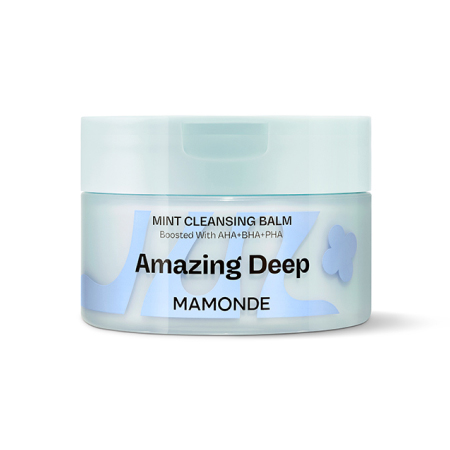 MINT CLEANSING BALM
Boosted With AHA+BHA+PHA
Amazing Deep
MAMONDE